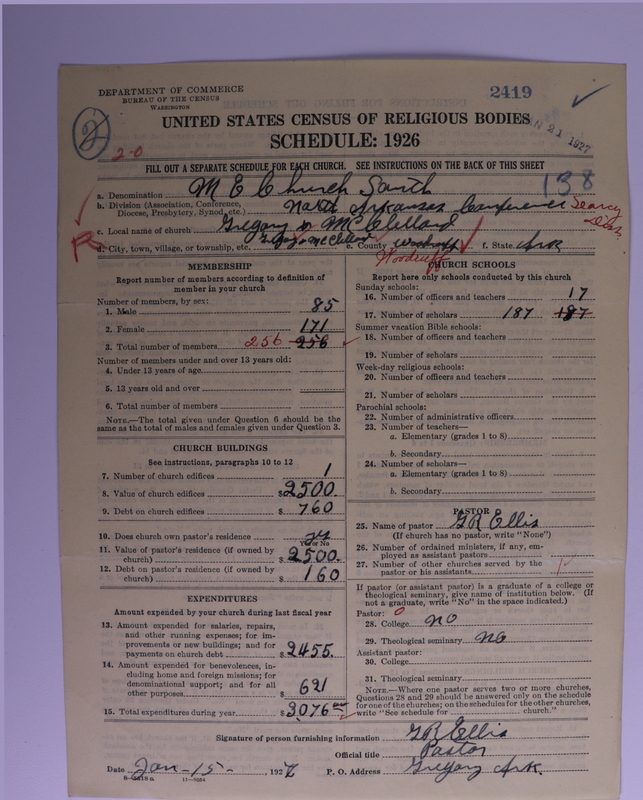 DEPARTMENT OF COMMERCE
BUREAU OF THE CENSUS
WASHINGTON
2419
2
2-0
UNITED STATES CENSUS OF RELIGIOUS BODIES
21 1927
SCHEDULE: 1926
FILL OUT A SEPARATE SCHEDULE FOR EACH CHURCH. SEE INSTRUCTIONS ON THE BACK OF THIS SHEET
138
a. Denomination M E Church South
b. Division (Association, Conference, Diocese, Presbytery, Synod, etc.) North Arkansas Conference Searcy Dist.
c. Local name of church Gregory & McClelland
R
d. City, town, village, or township, etc. Gregory & McClelland e. County Woodruff f. State Ark
Woodruff
MEMBERSHIP
Report number of members according to definition of
member in your church
Number of members, by sex:
1. Male 85
2. Female 171
3. Total number of members 256 256
Number of members under and over 13 years old:
4. Under 13 years of age
5. 13 years old and over
6. Total number of members
NOTE.—The total given under Question 6 should be the
same as the total of males and females given under Question 3.
CHURCH BUILDINGS
See instructions, paragraphs 10 to 12
7. Number of church edifices 1
8. Value of church edifices $ 2500.
9. Debt on church edifices $ 760
10. Does church own pastor's residence yes
Yes or No
11. Value of pastor's residence (if owned by
church) $ 2500.
12. Debt on pastor's residence (if owned by
church) $ 160
EXPENDITURES
Amount expended by your church during last fiscal year
13. Amount expended for salaries, repairs,
and other running expenses; for im-
provements or new buildings; and for
payments on church debt $ 2455.
14. Amount expended for benevolences, in-
cluding home and foreign missions; for
denominational support; and for all
other purposes $ 621
15. Total expenditures during year $ 3076
CHURCH SCHOOLS
Report here only schools conducted by this church
Sunday schools:
16. Number of officers and teachers 17
17. Number of scholars 187 187
Summer vacation Bible schools:
18. Number of officers and teachers
19. Number of scholars
Week-day religious schools:
20. Number of officers and teachers
21. Number of scholars
Parochial schools:
22. Number of administrative officers
23. Number of teachers—
a. Elementary (grades 1 to 8)
b. Secondary
24. Number of scholars—
a. Elementary (grades 1 to 8)
b. Secondary
PASTOR
25. Name of pastor G R Ellis
(If church has no pastor, write "None")
26. Number of ordained ministers, if any, em-
ployed as assistant pastors
27. Number of other churches served by the
pastor or his assistants
If pastor (or assistant pastor) is a graduate of a college or
theological seminary, give name of institution below. (If
not a graduate, write "No" in the space indicated.)
Pastor: 0
28. College no
29. Theological seminary no
Assistant pastor:
30. College
31. Theological seminary
NOTE.—Where one pastor serves two or more churches,
Questions 28 and 29 should be answered only on the schedule
for one of the churches; on the schedules for the other churches,
write "See schedule for church."
Signature of person furnishing information G R Ellis
Official title Pastor
Date Jan - 15 - , 1927 P. O. Address Gregory Ark.
11—9684